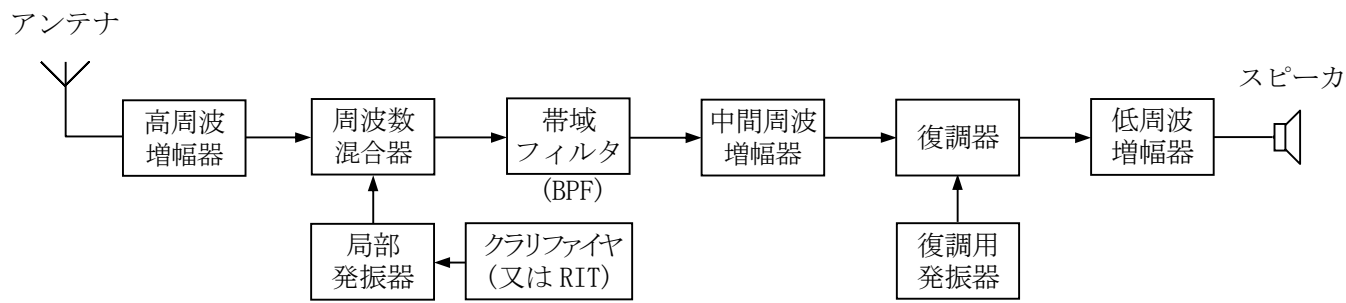 アンテナ
スピーカ
高周波
増幅器
周波数
混合器
帯域
フィルタ
(BPF)
中間周波
増幅器
復調器
低周波
増幅器
局部
発振器
クラリファイヤ
(又は RIT)
復調用
発振器